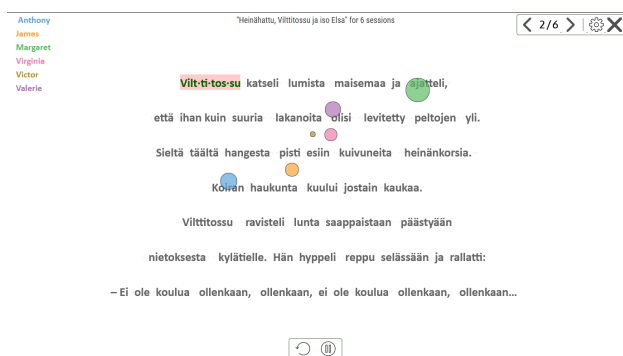 Anthony
James
Margaret
Virginia
Victor
Valerie
"Heinähattu, Vilttitossu ja iso Elsa" for 6 sessions
2/6
Vilt·ti·tos·su katseli lumista maisemaa ja ajatteli,
että ihan kuin suuria lakanoita olisi levitetty peltojen yli.
Sieltä täältä hangesta pisti esiin kuivuneita heinänkorsia.
Koiran haukunta kuului jostain kaukaa.
Vilttitossu ravisteli lunta saappaistaan päästyään
nietoksesta kylätielle. Hän hyppeli reppu selässään ja rallatti:
– Ei ole koulua ollenkaan, ollenkaan, ei ole koulua ollenkaan, ollenkaan...